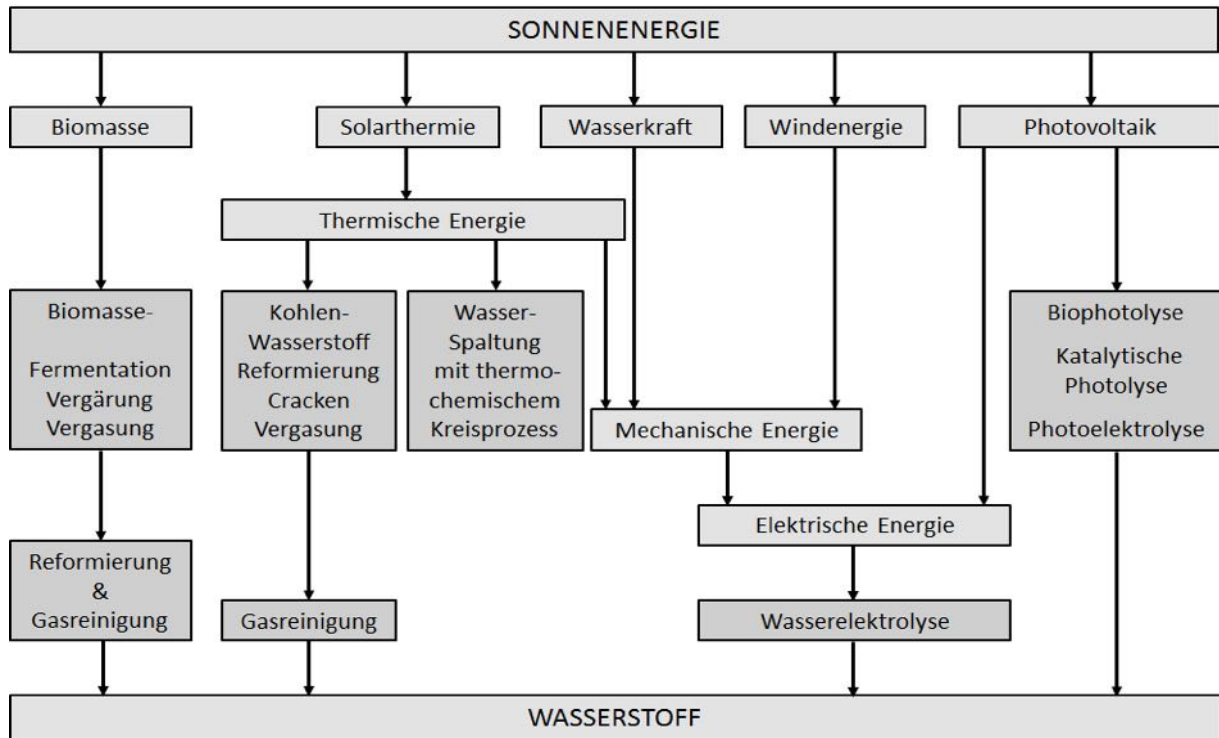 SONNENENERGIE
Biomasse
Solarthermie
Wasserkraft
Windenergie
Photovoltaik
Thermische Energie
Biomasse-
Fermentation
Vergärung
Vergasung
Kohlen-
Wasserstoff
Reformierung
Cracken
Vergasung
Wasser-
Spaltung
mit thermo-
chemischem
Kreisprozess
Biophotolyse
Katalytische
Photolyse
Photoelektrolyse
Mechanische Energie
Elektrische Energie
Reformierung
&
Gasreinigung
Gasreinigung
Wasserelektrolyse
WASSERSTOFF